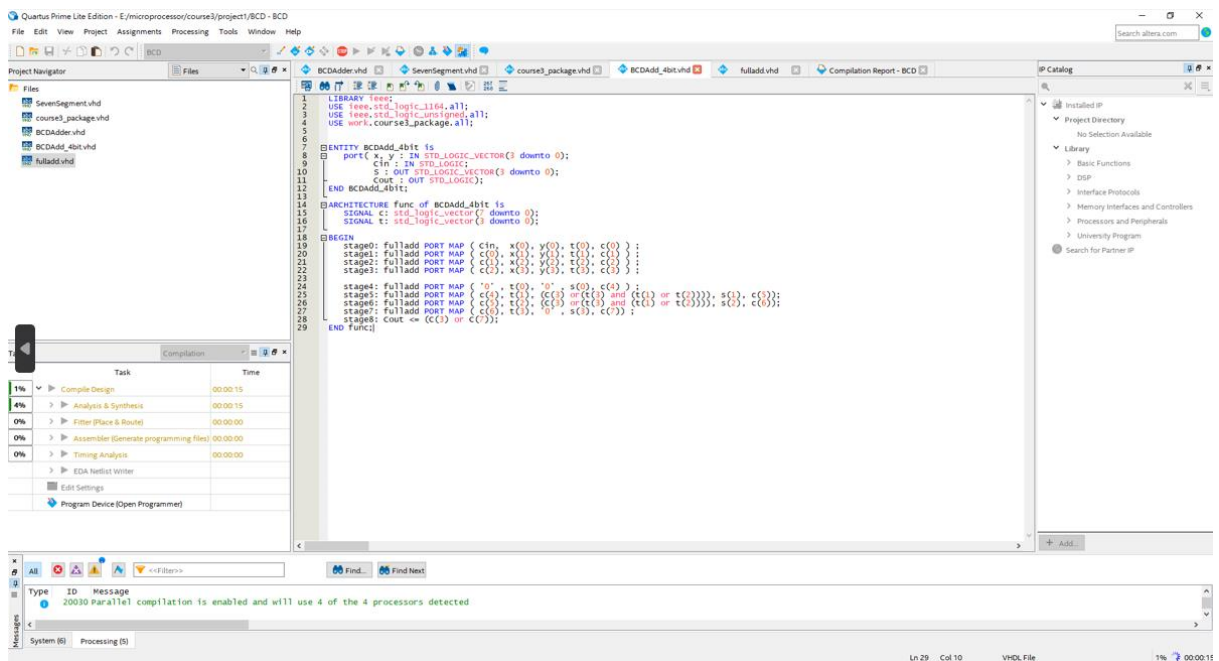 Quartus Prime Lite Edition - E:/microprocessor/course3/project1/BCD - BCD
File Edit View Project Assignments Processing Tools Window Help
Search altera.com
BCD
Project Navigator Files
BCDAdder.vhd SevenSegment.vhd course3_package.vhd BCDAdd_4bit.vhd fulladd.vhd Compilation Report - BCD
IP Catalog
Files
SevenSegment.vhd
course3_package.vhd
BCDAdder.vhd
BCDAdd_4bit.vhd
fulladd.vhd
1 LIBRARY ieee;
2 USE ieee.std_logic_1164.all;
3 USE ieee.std_logic_unsigned.all;
4 USE work.course3_package.all;
5
6
7 ENTITY BCDAdd_4bit is
8 port( x, y : IN STD_LOGIC_VECTOR(3 downto 0);
9 Cin : IN STD_LOGIC;
10 S : OUT STD_LOGIC_VECTOR(3 downto 0);
11 Cout : OUT STD_LOGIC);
12 END BCDAdd_4bit;
13
14 ARCHITECTURE func of BCDAdd_4bit is
15 SIGNAL c: std_logic_vector(7 downto 0);
16 SIGNAL t: std_logic_vector(3 downto 0);
17
18 BEGIN
19 stage0: fulladd PORT MAP ( Cin, x(0), y(0), t(0), c(0) ) ;
20 stage1: fulladd PORT MAP ( c(0), x(1), y(1), t(1), c(1) ) ;
21 stage2: fulladd PORT MAP ( c(1), x(2), y(2), t(2), c(2) ) ;
22 stage3: fulladd PORT MAP ( c(2), x(3), y(3), t(3), c(3) ) ;
23
24 stage4: fulladd PORT MAP ( '0' , t(0), '0' , s(0), c(4) ) ;
25 stage5: fulladd PORT MAP ( c(4), t(1), (c(3) or(t(3) and (t(1) or t(2)))), s(1), c(5));
26 stage6: fulladd PORT MAP ( c(5), t(2), (c(3) or(t(3) and (t(1) or t(2)))), s(2), c(6));
27 stage7: fulladd PORT MAP ( c(6), t(3), '0' , s(3), c(7)) ;
28 stage8: Cout <= (c(3) or c(7));
29 END func;
Installed IP
Project Directory
No Selection Available
Library
Basic Functions
DSP
Interface Protocols
Memory Interfaces and Controllers
Processors and Peripherals
University Program
Search for Partner IP
+ Add...
Compilation
Task Time
1% Compile Design 00:00:15
4% Analysis & Synthesis 00:00:15
0% Fitter (Place & Route) 00:00:00
0% Assembler (Generate programming files) 00:00:00
0% Timing Analysis 00:00:00
EDA Netlist Writer
Edit Settings
Program Device (Open Programmer)
All <<Filter>> Find... Find Next
Type ID Message
20030 Parallel compilation is enabled and will use 4 of the 4 processors detected
Messages
System (6) Processing (5)
Ln 29 Col 10 VHDL File 1% 00:00:15